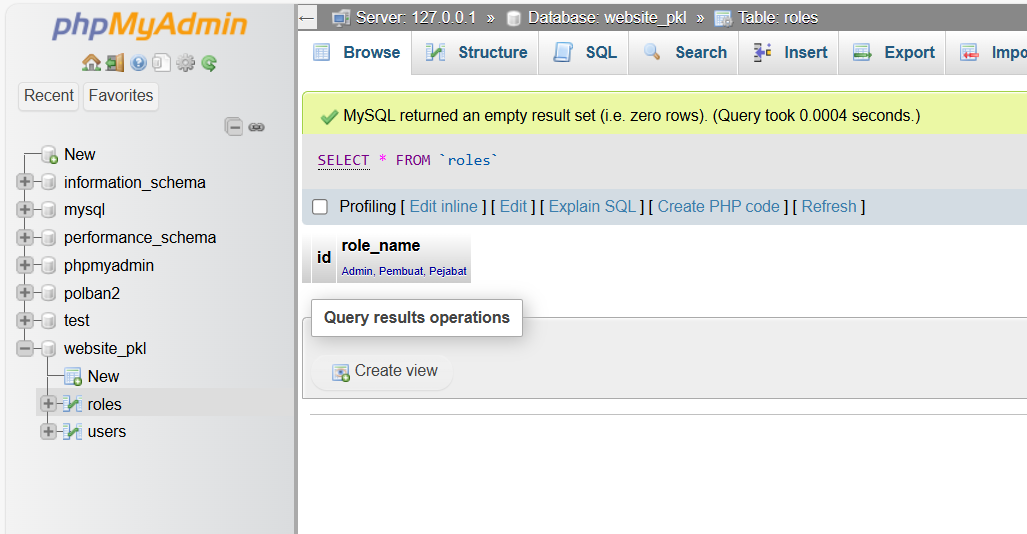 phpMyAdmin
Recent Favorites
New
information_schema
mysql
performance_schema
phpmyadmin
polban2
test
website_pkl
New
roles
users
← Server: 127.0.0.1 » Database: website_pkl » Table: roles
Browse Structure SQL Search Insert Export Impo
MySQL returned an empty result set (i.e. zero rows). (Query took 0.0004 seconds.)
SELECT * FROM `roles`
Profiling [ Edit inline ] [ Edit ] [ Explain SQL ] [ Create PHP code ] [ Refresh ]
id role_name
Admin, Pembuat, Pejabat
Query results operations
Create view